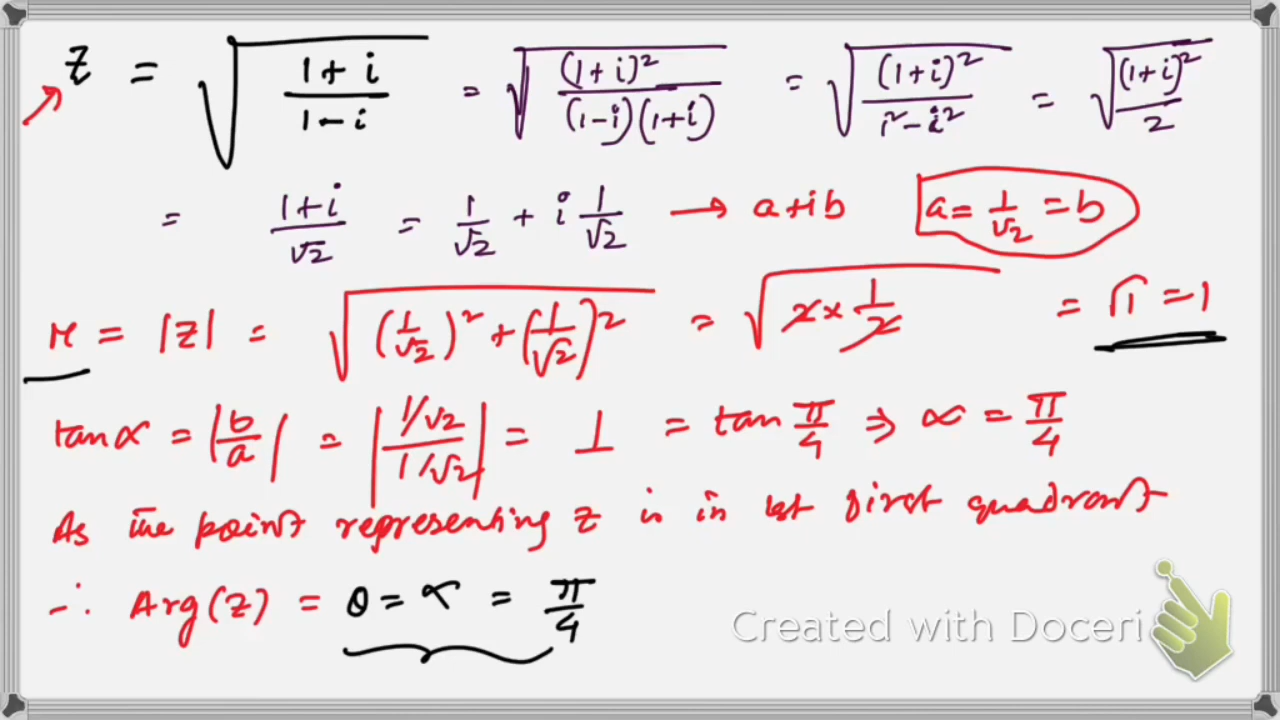 z = √((1+i)/(1-i)) = √((1+i)²/((1-i)(1+i))) = √((1+i)²/(1²-i²)) = √((1+i)²/2)
= (1+i)/√2 = 1/√2 + i 1/√2 → a+ib a = 1/√2 = b
r = |z| = √((1/√2)² + (1/√2)²) = √(2 × 1/2) = √1 = 1
tan α = |b/a| = |(1/√2)/(1/√2)| = 1 = tan π/4 ⇒ α = π/4
As the point representing z is in 1st first quadrant
∴ Arg(z) = θ = α = π/4
Created with Doceri